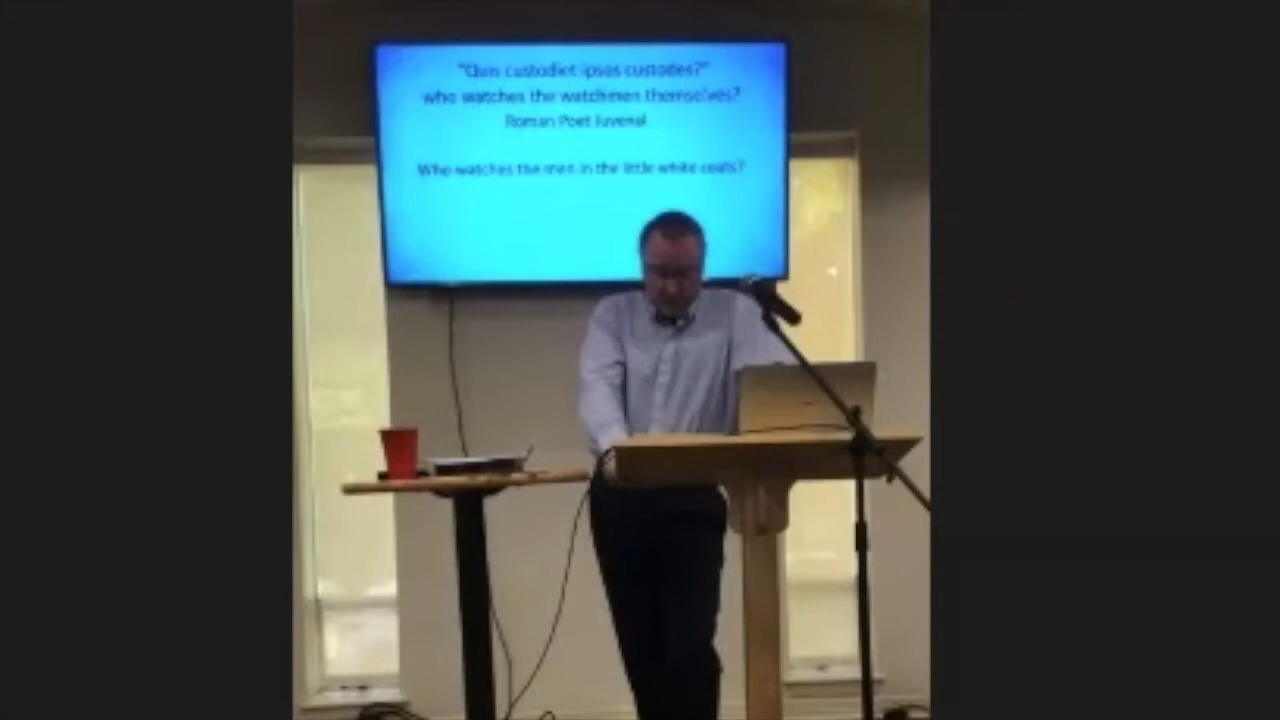 "Quis custodiet ipsos custodes?"
who watches the watchmen themselves?
Roman Poet Juvenal
Who watches the men in the little white coats?